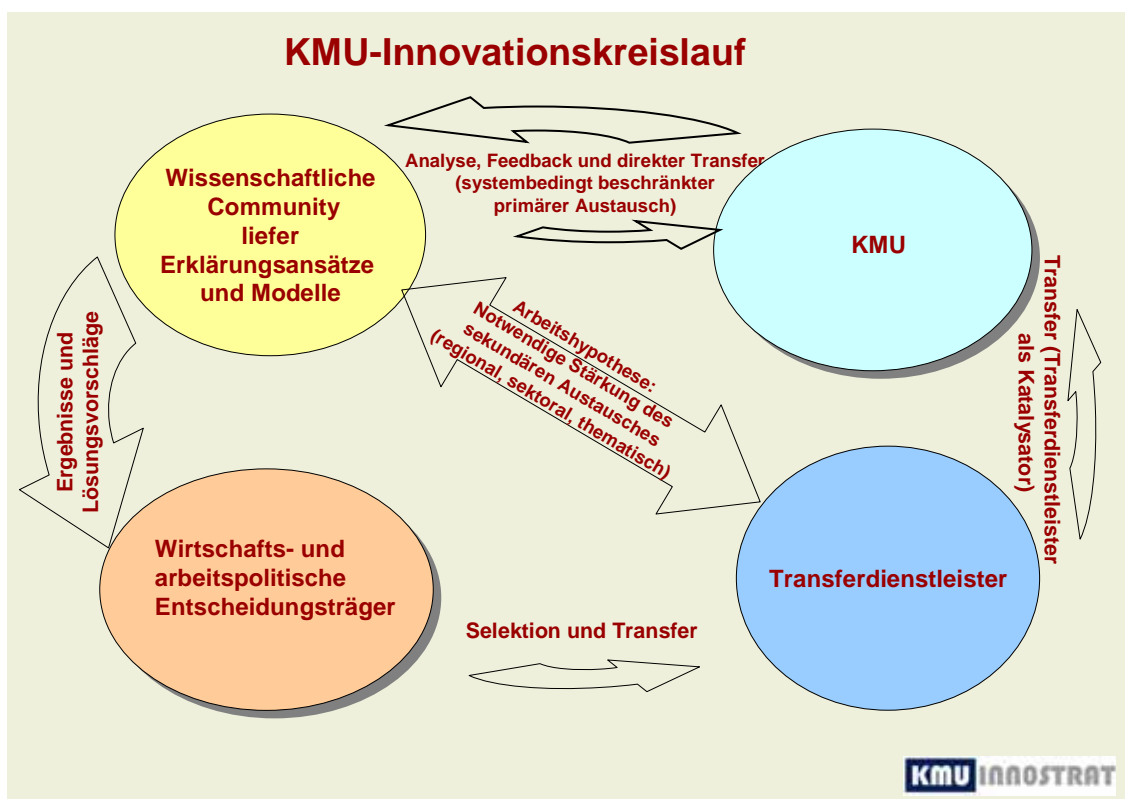 KMU-Innovationskreislauf
Wissenschaftliche
Community
liefer
Erklärungsansätze
und Modelle
Analyse, Feedback und direkter Transfer
(systembedingt beschränkter
primärer Austausch)
KMU
Ergebnisse und
Lösungsvorschläge
Arbeitshypothese:
Notwendige Stärkung des
sekundären Austausches
(regional, sektoral, thematisch)
Transfer (Transferdienstleister
als Katalysator)
Wirtschafts- und
arbeitspolitische
Entscheidungsträger
Selektion und Transfer
Transferdienstleister
KMU INNOSTRAT